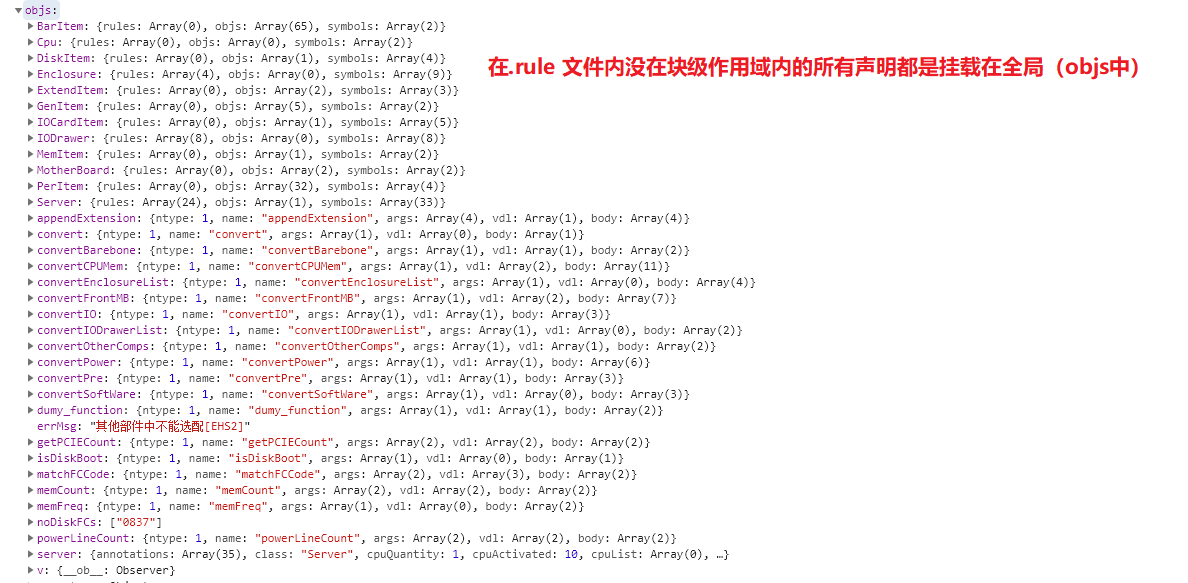 objs:
BarItem: {rules: Array(0), objs: Array(65), symbols: Array(2)}
Cpu: {rules: Array(0), objs: Array(0), symbols: Array(2)}
DiskItem: {rules: Array(0), objs: Array(1), symbols: Array(4)}
在.rule 文件内没在块级作用域内的所有声明都是挂载在全局（objs中）
Enclosure: {rules: Array(4), objs: Array(0), symbols: Array(9)}
ExtendItem: {rules: Array(0), objs: Array(2), symbols: Array(3)}
GenItem: {rules: Array(0), objs: Array(5), symbols: Array(2)}
IOCardItem: {rules: Array(0), objs: Array(1), symbols: Array(5)}
IODrawer: {rules: Array(8), objs: Array(0), symbols: Array(8)}
MemItem: {rules: Array(0), objs: Array(1), symbols: Array(2)}
MotherBoard: {rules: Array(0), objs: Array(2), symbols: Array(2)}
PerItem: {rules: Array(0), objs: Array(32), symbols: Array(4)}
Server: {rules: Array(24), objs: Array(1), symbols: Array(33)}
appendExtension: {ntype: 1, name: "appendExtension", args: Array(4), vdl: Array(1), body: Array(4)}
convert: {ntype: 1, name: "convert", args: Array(1), vdl: Array(0), body: Array(1)}
convertBarebone: {ntype: 1, name: "convertBarebone", args: Array(1), vdl: Array(1), body: Array(2)}
convertCPUMem: {ntype: 1, name: "convertCPUMem", args: Array(1), vdl: Array(2), body: Array(11)}
convertEnclosureList: {ntype: 1, name: "convertEnclosureList", args: Array(1), vdl: Array(0), body: Array(4)}
convertFrontMB: {ntype: 1, name: "convertFrontMB", args: Array(1), vdl: Array(2), body: Array(7)}
convertIO: {ntype: 1, name: "convertIO", args: Array(1), vdl: Array(1), body: Array(3)}
convertIODrawerList: {ntype: 1, name: "convertIODrawerList", args: Array(1), vdl: Array(0), body: Array(2)}
convertOtherComps: {ntype: 1, name: "convertOtherComps", args: Array(1), vdl: Array(1), body: Array(2)}
convertPower: {ntype: 1, name: "convertPower", args: Array(1), vdl: Array(1), body: Array(6)}
convertPre: {ntype: 1, name: "convertPre", args: Array(1), vdl: Array(1), body: Array(3)}
convertSoftWare: {ntype: 1, name: "convertSoftWare", args: Array(1), vdl: Array(0), body: Array(3)}
dumy_function: {ntype: 1, name: "dumy_function", args: Array(1), vdl: Array(1), body: Array(2)}
errMsg: "其他部件中不能选配[EHS2]"
getPCIECount: {ntype: 1, name: "getPCIECount", args: Array(2), vdl: Array(2), body: Array(2)}
isDiskBoot: {ntype: 1, name: "isDiskBoot", args: Array(1), vdl: Array(0), body: Array(1)}
matchFCCode: {ntype: 1, name: "matchFCCode", args: Array(2), vdl: Array(3), body: Array(2)}
memCount: {ntype: 1, name: "memCount", args: Array(2), vdl: Array(2), body: Array(2)}
memFreq: {ntype: 1, name: "memFreq", args: Array(1), vdl: Array(0), body: Array(2)}
noDiskFCs: ["0837"]
powerLineCount: {ntype: 1, name: "powerLineCount", args: Array(2), vdl: Array(2), body: Array(2)}
server: {annotations: Array(35), class: "Server", cpuQuantity: 1, cpuActivated: 10, cpuList: Array(0), …}
v: {__ob__: Observer}